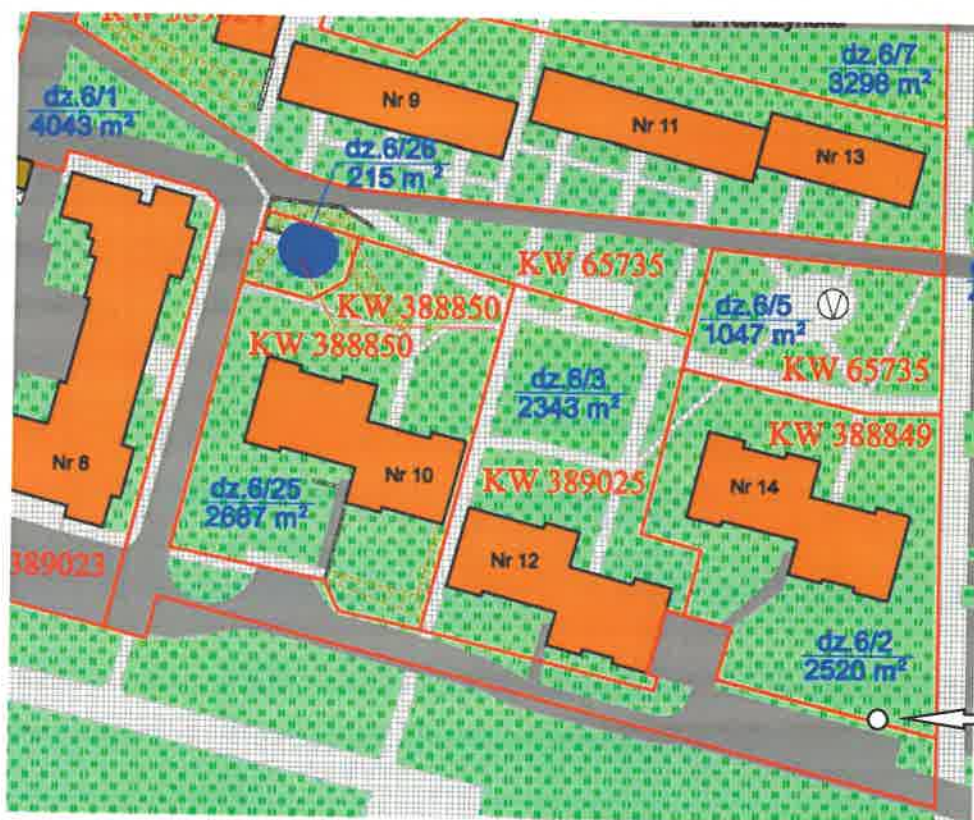 dz.6/7
3298 m²
dz.6/1
4043 m²
Nr 9
Nr 11
Nr 13
dz.6/26
215 m²
KW 65735
KW 388850
KW 388850
dz.6/5
1047 m²
V
KW 65735
dz.6/3
2343 m²
KW 388849
Nr 10
KW 389025
Nr 14
dz.6/25
2687 m²
Nr 12
389023
dz.6/2
2520 m²